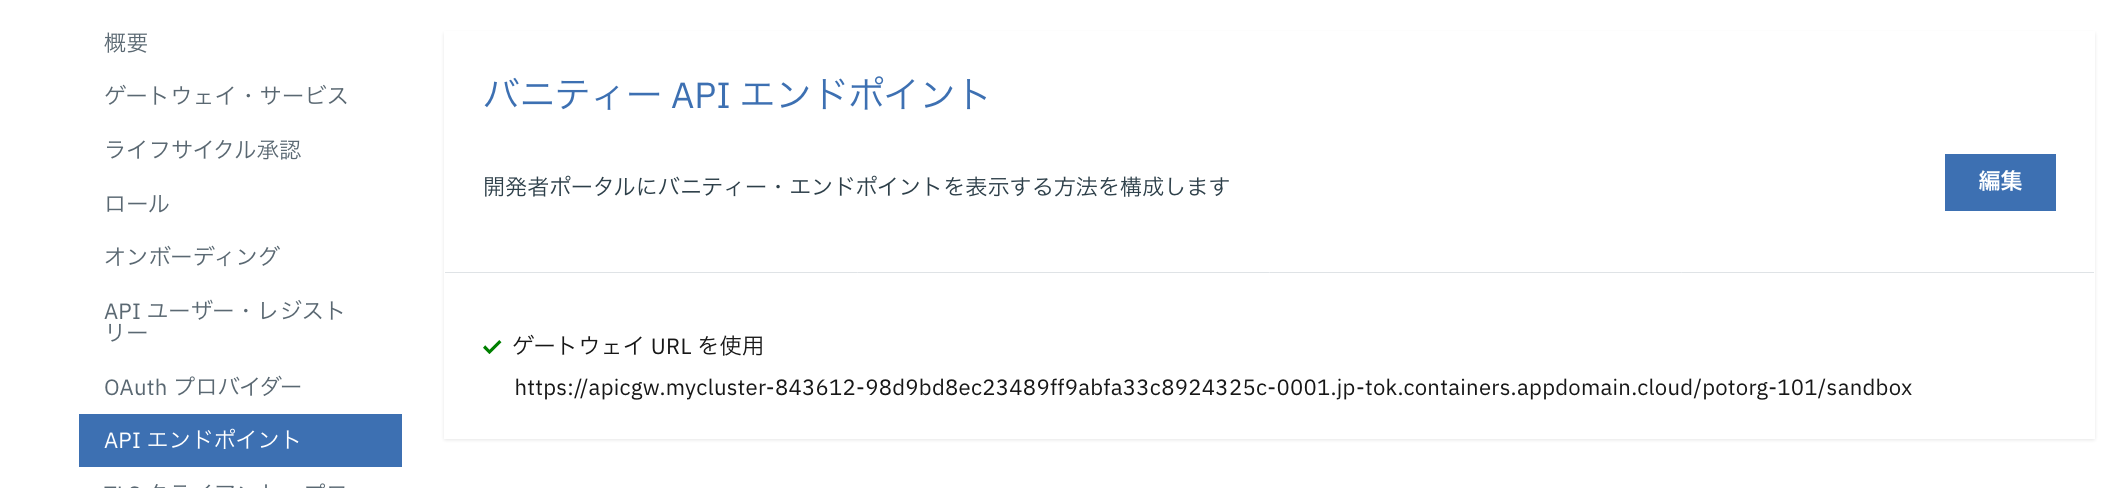 概要
ゲートウェイ・サービス
ライフサイクル承認
ロール
オンボーディング
API ユーザー・レジスト
リー
OAuth プロバイダー
API エンドポイント
バニティー API エンドポイント
開発者ポータルにバニティー・エンドポイントを表示する方法を構成します
編集
ゲートウェイ URL を使用
https://apicgw.mycluster-843612-98d9bd8ec23489ff9abfa33c8924325c-0001.jp-tok.containers.appdomain.cloud/potorg-101/sandbox